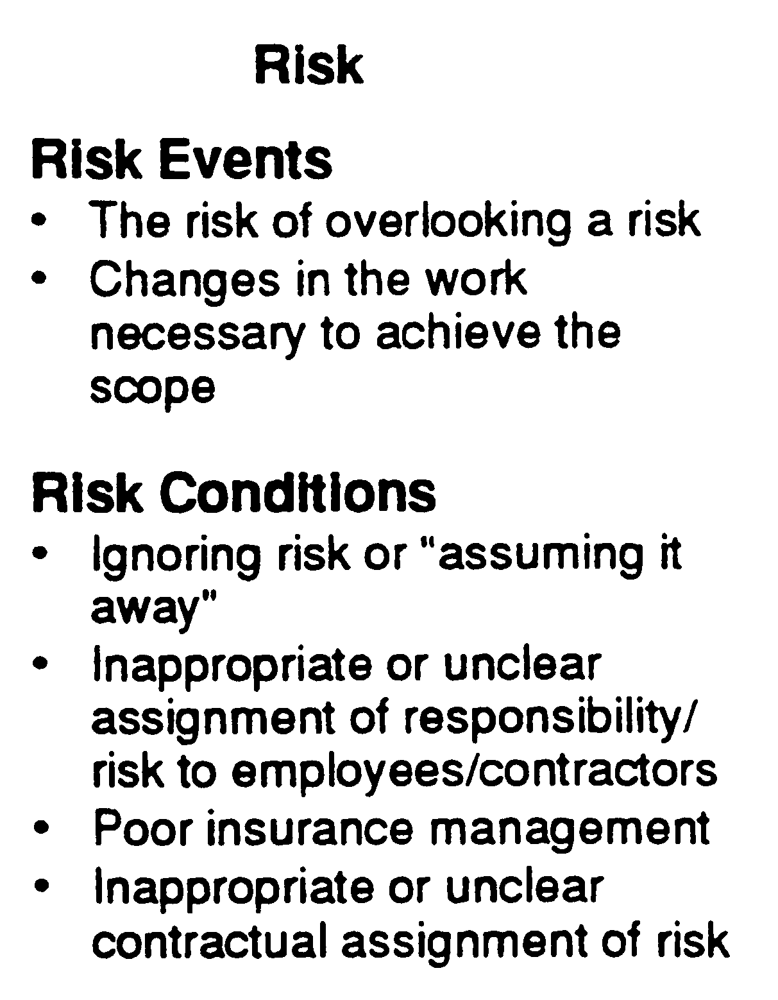 Risk
Risk Events
• The risk of overlooking a risk
• Changes in the work
necessary to achieve the
scope
Risk Conditions
• Ignoring risk or "assuming it
away"
• Inappropriate or unclear
assignment of responsibility/
risk to employees/contractors
• Poor insurance management
• Inappropriate or unclear
contractual assignment of risk